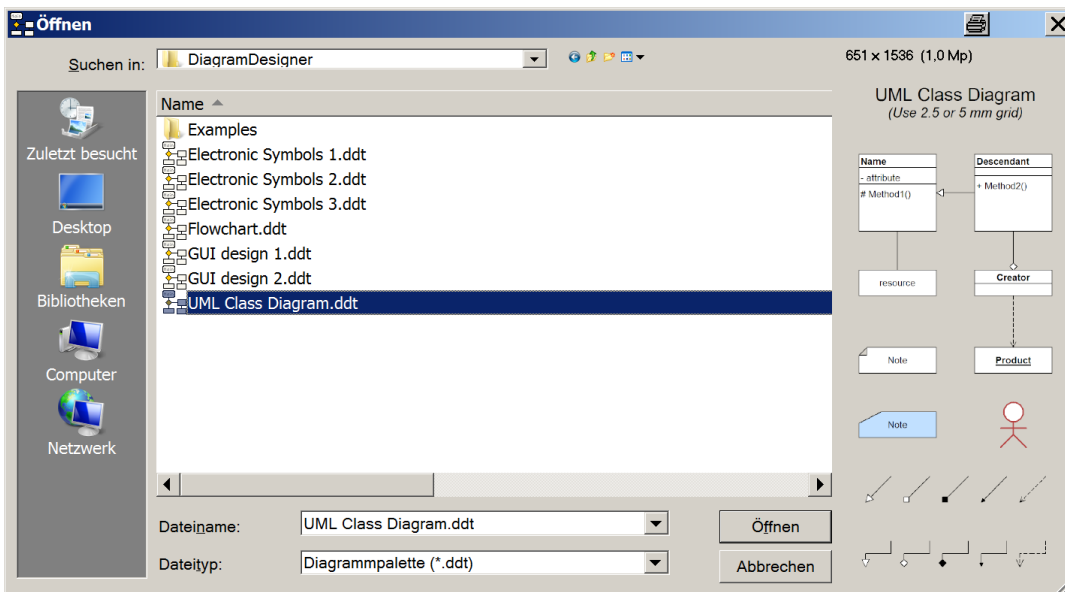 Öffnen
Suchen in:
DiagramDesigner
651 x 1536 (1,0 Mp)
Zuletzt besucht
Desktop
Bibliotheken
Computer
Netzwerk
Name
Examples
Electronic Symbols 1.ddt
Electronic Symbols 2.ddt
Electronic Symbols 3.ddt
Flowchart.ddt
GUI design 1.ddt
GUI design 2.ddt
UML Class Diagram.ddt
Dateiname:
UML Class Diagram.ddt
Öffnen
Dateityp:
Diagrammpalette (*.ddt)
Abbrechen
UML Class Diagram
(Use 2.5 or 5 mm grid)
Name
- attribute
# Method1()
Descendant
+ Method2()
resource
Creator
Note
Product
Note